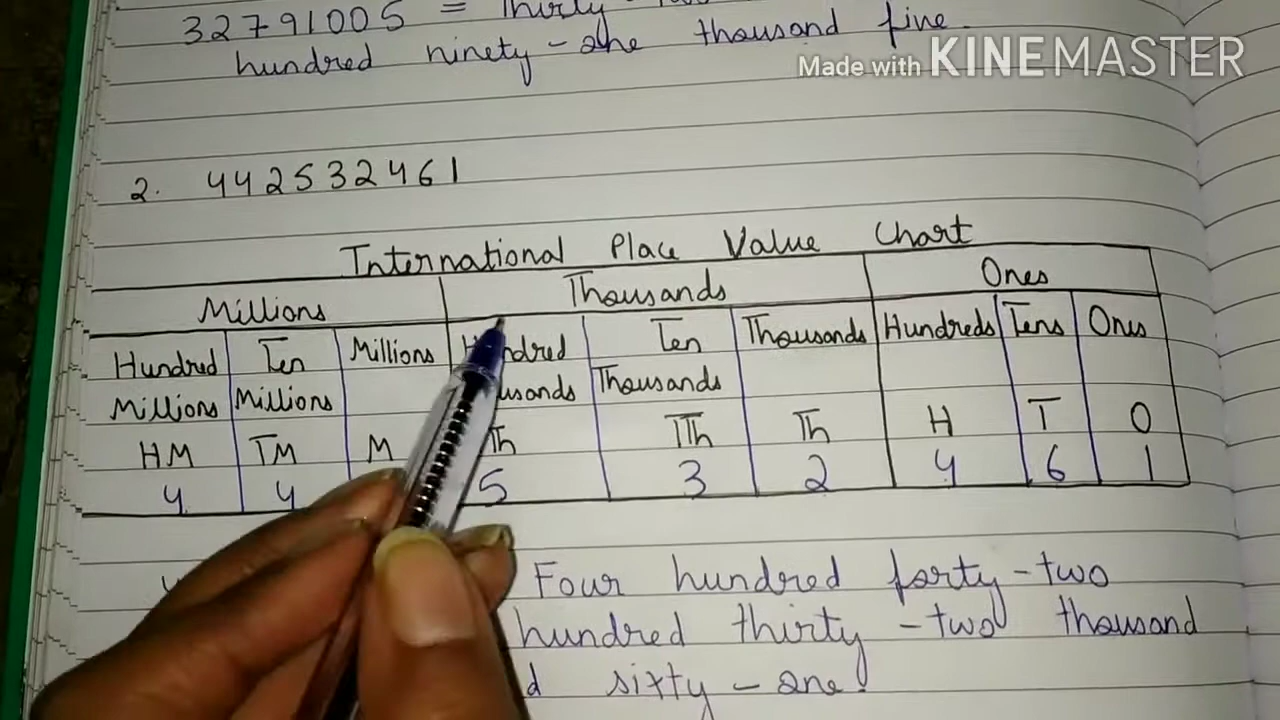 32791005 = Thirty-
hundred ninety-one thousand five
Made with KINEMASTER
2. 442532461
International Place Value Chart
Millions Thousands Ones
Hundred Millions Ten Millions Millions Ten Thousands Thousands Hundreds Tens Ones
HM TM M Th TTh Th H T O
4 4 5 3 2 4 6 1
Four hundred forty-two
hundred thirty-two thousand
sixty-one.